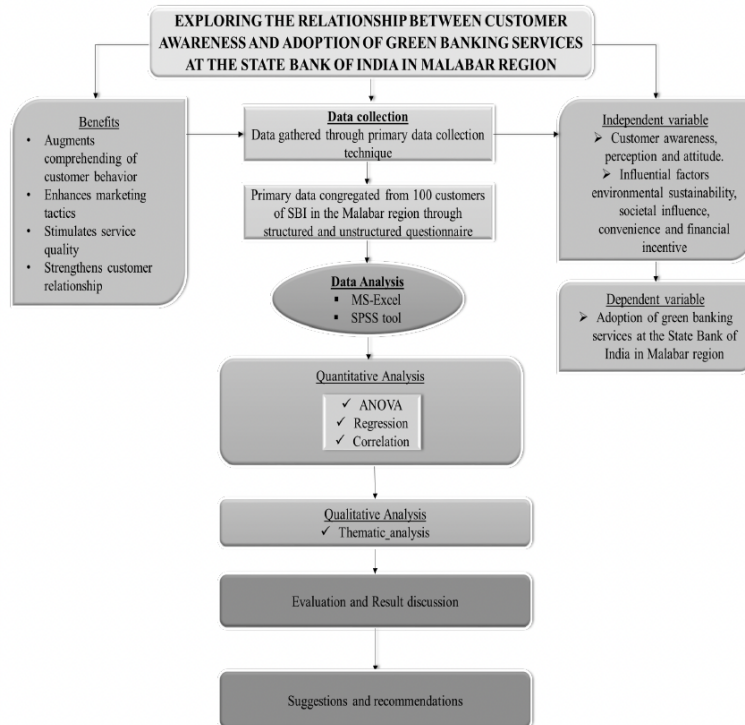 EXPLORING THE RELATIONSHIP BETWEEN CUSTOMER
AWARENESS AND ADOPTION OF GREEN BANKING SERVICES
AT THE STATE BANK OF INDIA IN MALABAR REGION
Benefits
• Augments
comprehending of
customer behavior
• Enhances marketing
tactics
• Stimulates service
quality
• Strengthens customer
relationship
Data collection
Data gathered through primary data collection
technique
Primary data congregated from 100 customers
of SBI in the Malabar region through
structured and unstructured questionnaire
Data Analysis
▪ MS-Excel
▪ SPSS tool
Independent variable
➢ Customer awareness,
perception and attitude.
➢ Influential factors
environmental sustainability,
societal influence,
convenience and financial
incentive
Dependent variable
➢ Adoption of green banking
services at the State Bank of
India in Malabar region
Quantitative Analysis
✓ ANOVA
✓ Regression
✓ Correlation
Qualitative Analysis
✓ Thematic_analysis
Evaluation and Result discussion
Suggestions and recommendations